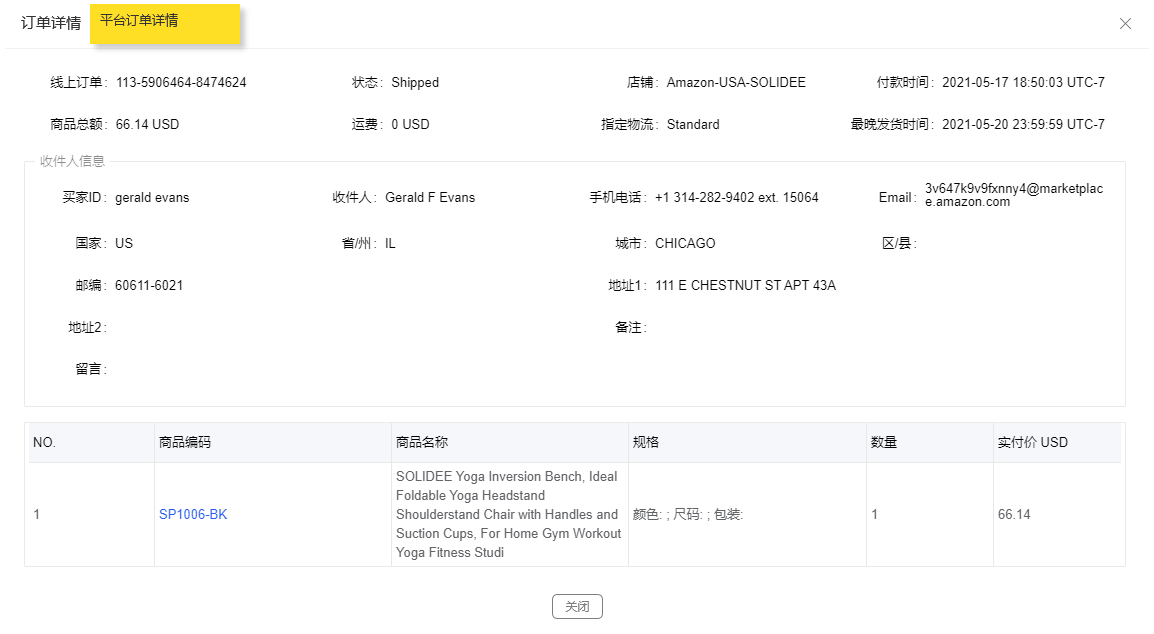 订单详情 平台订单详情
线上订单: 113-5906464-8474624 状态: Shipped 店铺: Amazon-USA-SOLIDEE 付款时间: 2021-05-17 18:50:03 UTC-7
商品总额: 66.14 USD 运费: 0 USD 指定物流: Standard 最晚发货时间: 2021-05-20 23:59:59 UTC-7
收件人信息
买家ID: gerald evans 收件人: Gerald F Evans 手机电话: +1 314-282-9402 ext. 15064 Email: 3v647k9v9fxnny4@marketplac
e.amazon.com
国家: US 省/州: IL 城市: CHICAGO 区/县:
邮编: 60611-6021 地址1: 111 E CHESTNUT ST APT 43A
地址2: 备注:
留言:
NO. 商品编码 商品名称 规格 数量 实付价 USD
SOLIDEE Yoga Inversion Bench, Ideal
Foldable Yoga Headstand
1 SP1006-BK Shoulderstand Chair with Handles and 颜色: ; 尺码: ; 包装: 1 66.14
Suction Cups, For Home Gym Workout
Yoga Fitness Studi
关闭